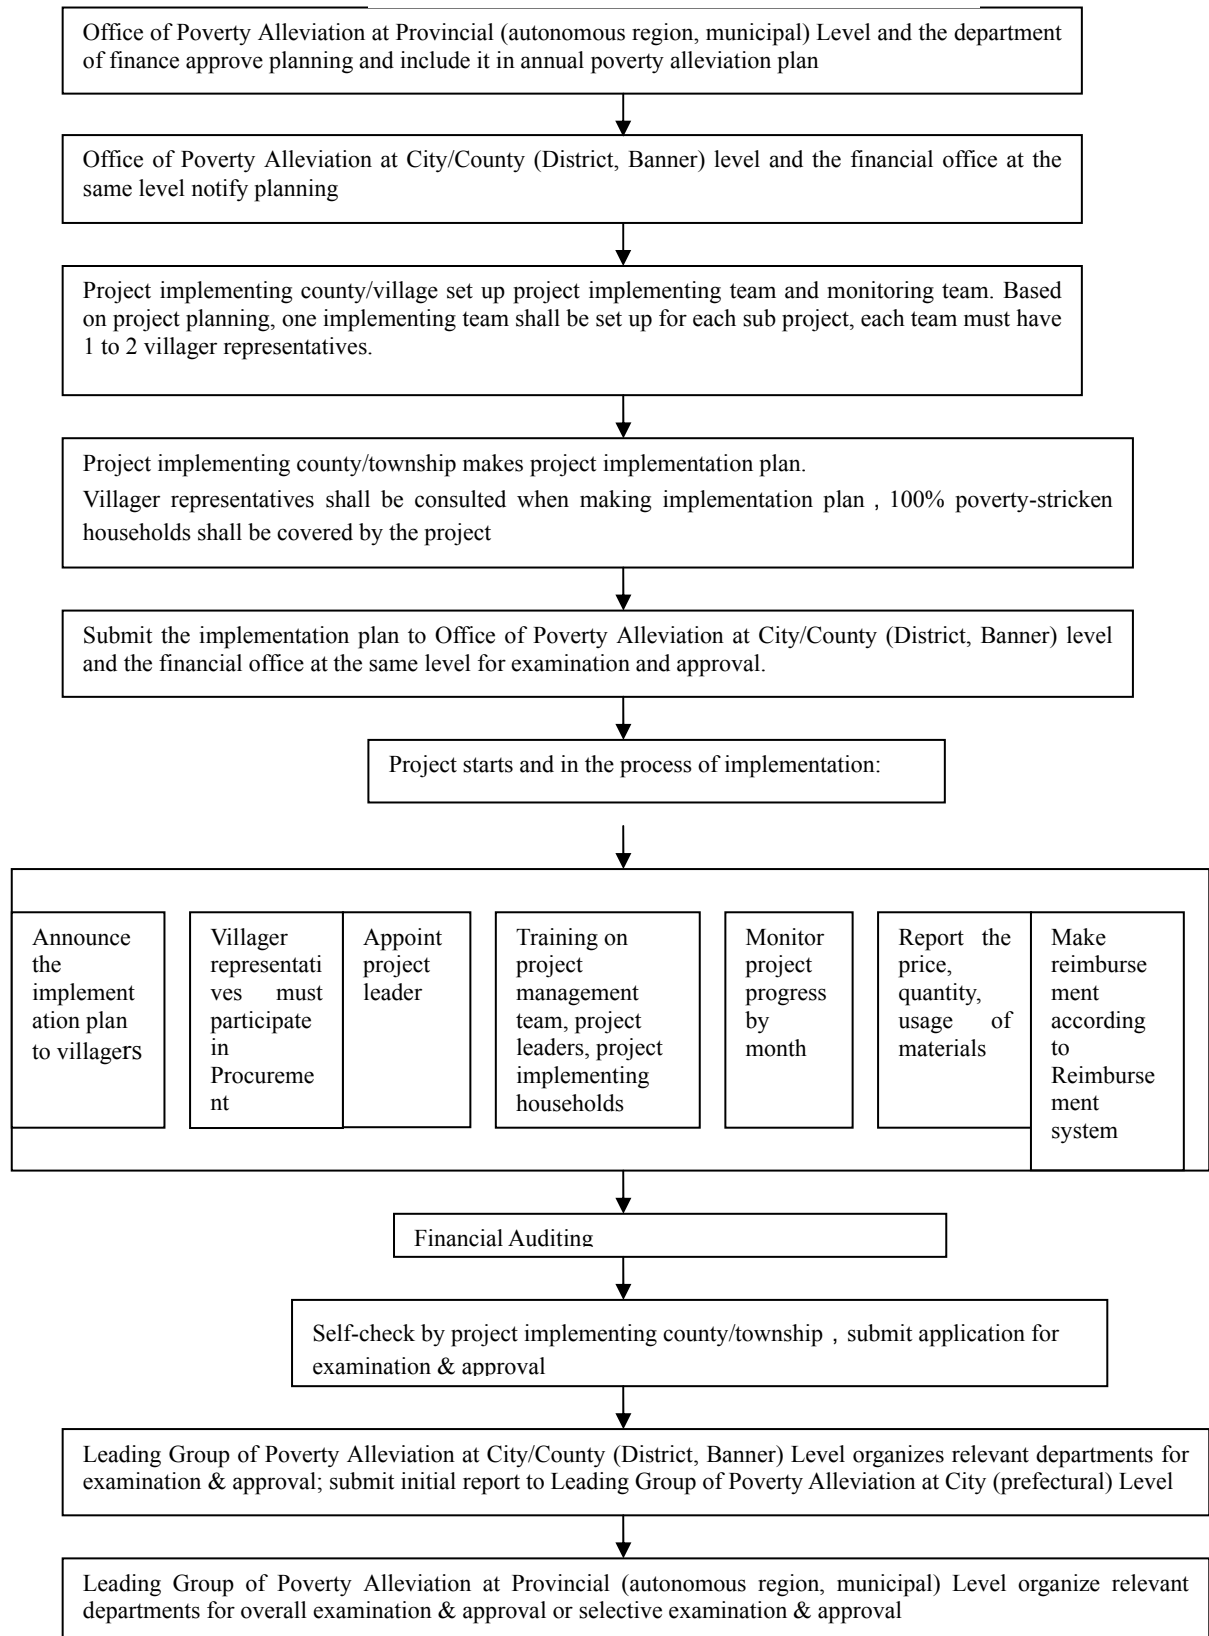 Office of Poverty Alleviation at Provincial (autonomous region, municipal) Level and the department
of finance approve planning and include it in annual poverty alleviation plan
Office of Poverty Alleviation at City/County (District, Banner) level and the financial office at the
same level notify planning
Project implementing county/village set up project implementing team and monitoring team. Based
on project planning, one implementing team shall be set up for each sub project, each team must have
1 to 2 villager representatives.
Project implementing county/township makes project implementation plan.
Villager representatives shall be consulted when making implementation plan，100% poverty-stricken
households shall be covered by the project
Submit the implementation plan to Office of Poverty Alleviation at City/County (District, Banner) level
and the financial office at the same level for examination and approval.
Project starts and in the process of implementation:
Announce
the
implement
ation plan
to villagers
Villager
representati
ves must
participate
in
Procureme
nt
Appoint
project
leader
Training on
project
management
team, project
leaders, project
implementing
households
Monitor
project
progress
by
month
Report the
price,
quantity,
usage of
materials
Make
reimburse
ment
according
to
Reimburse
ment
system
Financial Auditing
Self-check by project implementing county/township，submit application for
examination & approval
Leading Group of Poverty Alleviation at City/County (District, Banner) Level organizes relevant departments for
examination & approval; submit initial report to Leading Group of Poverty Alleviation at City (prefectural) Level
Leading Group of Poverty Alleviation at Provincial (autonomous region, municipal) Level organize relevant
departments for overall examination & approval or selective examination & approval